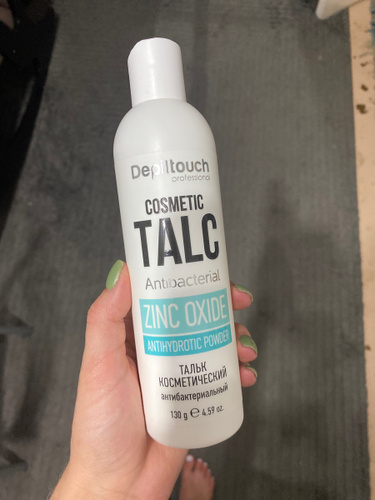 Depiltouch
professional
COSMETIC
TALC
Antibacterial
ZINC OXIDE
ANTIHYDROTIC POWDER
ТАЛЬК
КОСМЕТИЧЕСКИЙ
антибактериальный
130 g e 4.59 oz.